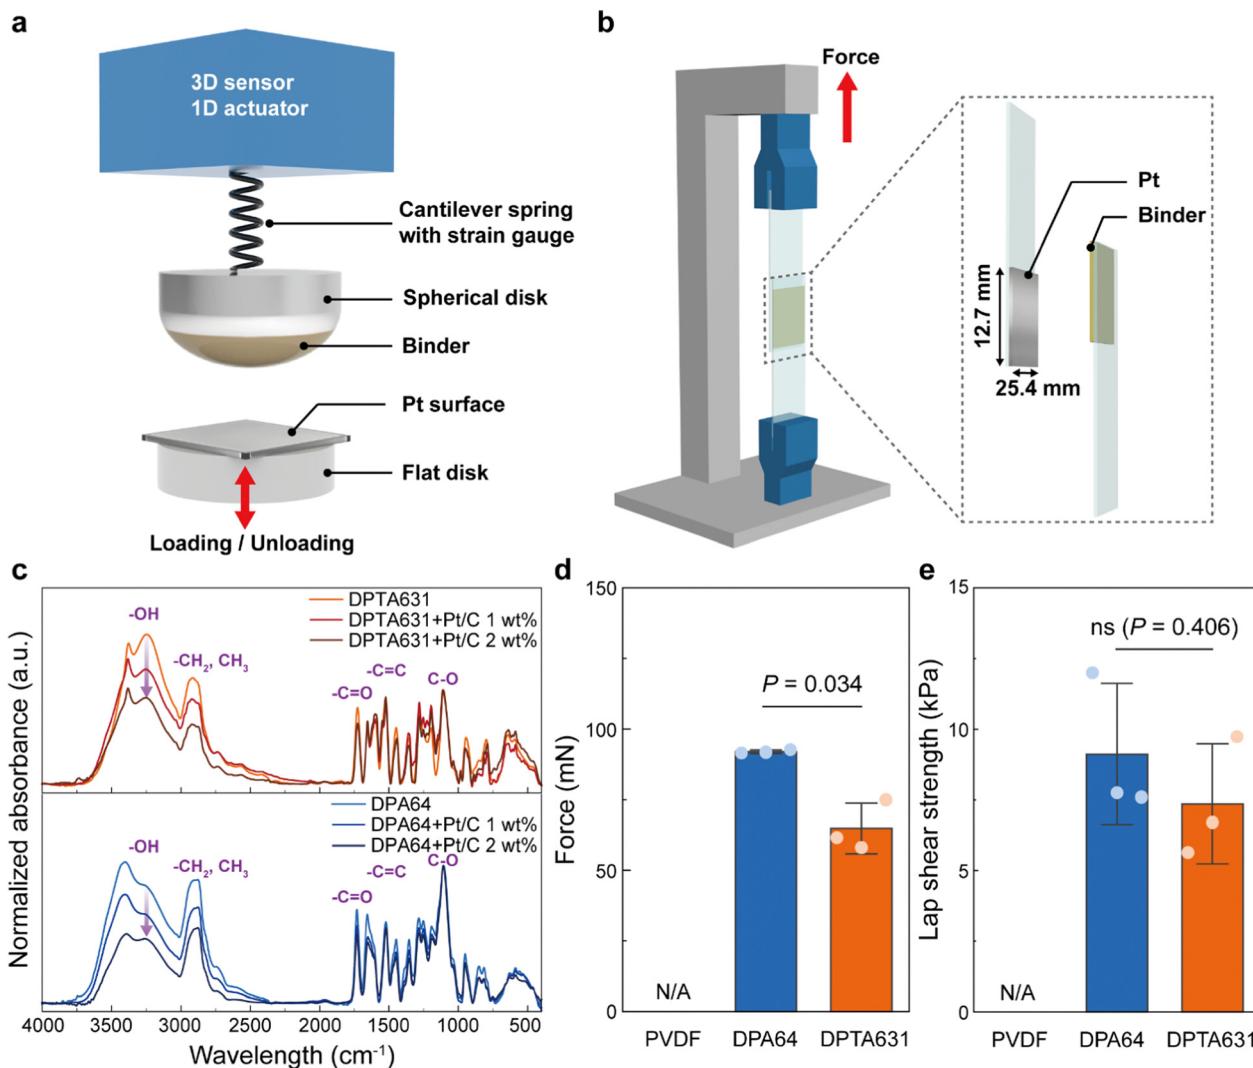 a
3D sensor
1D actuator
Cantilever spring
with strain gauge
Spherical disk
Binder
Pt surface
Flat disk
Loading / Unloading
b
Force
Pt
Binder
12.7 mm
25.4 mm
c
Normalized absorbance (a.u.)
-OH
-CH₂, CH₃
DPTA631
DPTA631+Pt/C 1 wt%
DPTA631+Pt/C 2 wt%
-C=O
-C=C
C-O
-OH
-CH₂, CH₃
DPA64
DPA64+Pt/C 1 wt%
DPA64+Pt/C 2 wt%
-C=O
-C=C
C-O
4000 3500 3000 2500 2000 1500 1000 500
Wavelength (cm⁻¹)
d
Force (mN)
150
100
50
0
P = 0.034
N/A
PVDF DPA64 DPTA631
e
Lap shear strength (kPa)
15
10
5
0
ns (P = 0.406)
N/A
PVDF DPA64 DPTA631